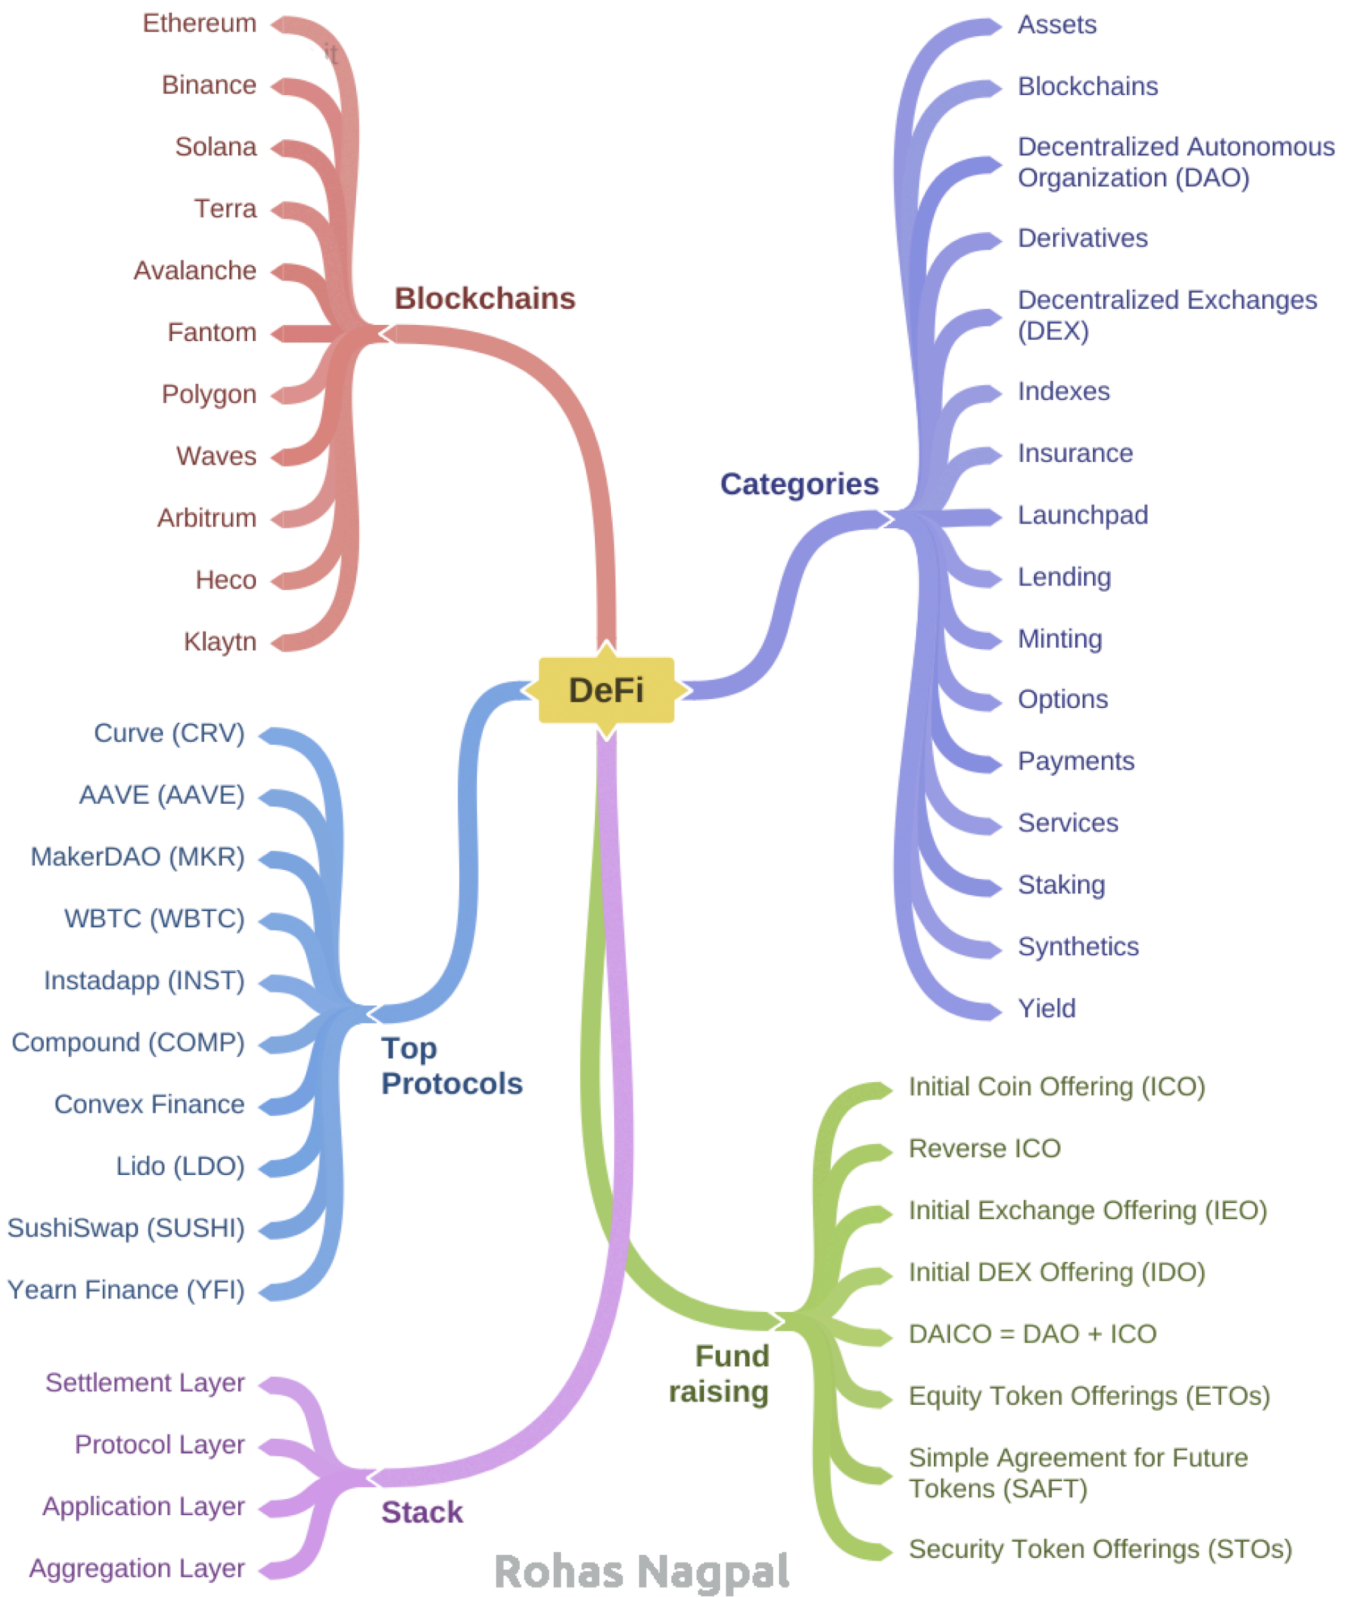 Ethereum
it
Binance
Solana
Terra
Avalanche
Fantom
Polygon
Waves
Arbitrum
Heco
Klaytn
Blockchains
Categories
Assets
Blockchains
Decentralized Autonomous
Organization (DAO)
Derivatives
Decentralized Exchanges
(DEX)
Indexes
Insurance
Launchpad
Lending
Minting
Options
Payments
Services
Staking
Synthetics
Yield
DeFi
Curve (CRV)
AAVE (AAVE)
MakerDAO (MKR)
WBTC (WBTC)
Instadapp (INST)
Compound (COMP)
Convex Finance
Lido (LDO)
SushiSwap (SUSHI)
Yearn Finance (YFI)
Top
Protocols
Initial Coin Offering (ICO)
Reverse ICO
Initial Exchange Offering (IEO)
Initial DEX Offering (IDO)
DAICO = DAO + ICO
Equity Token Offerings (ETOs)
Simple Agreement for Future
Tokens (SAFT)
Security Token Offerings (STOs)
Fund
raising
Settlement Layer
Protocol Layer
Application Layer
Aggregation Layer
Stack
Rohas Nagpal